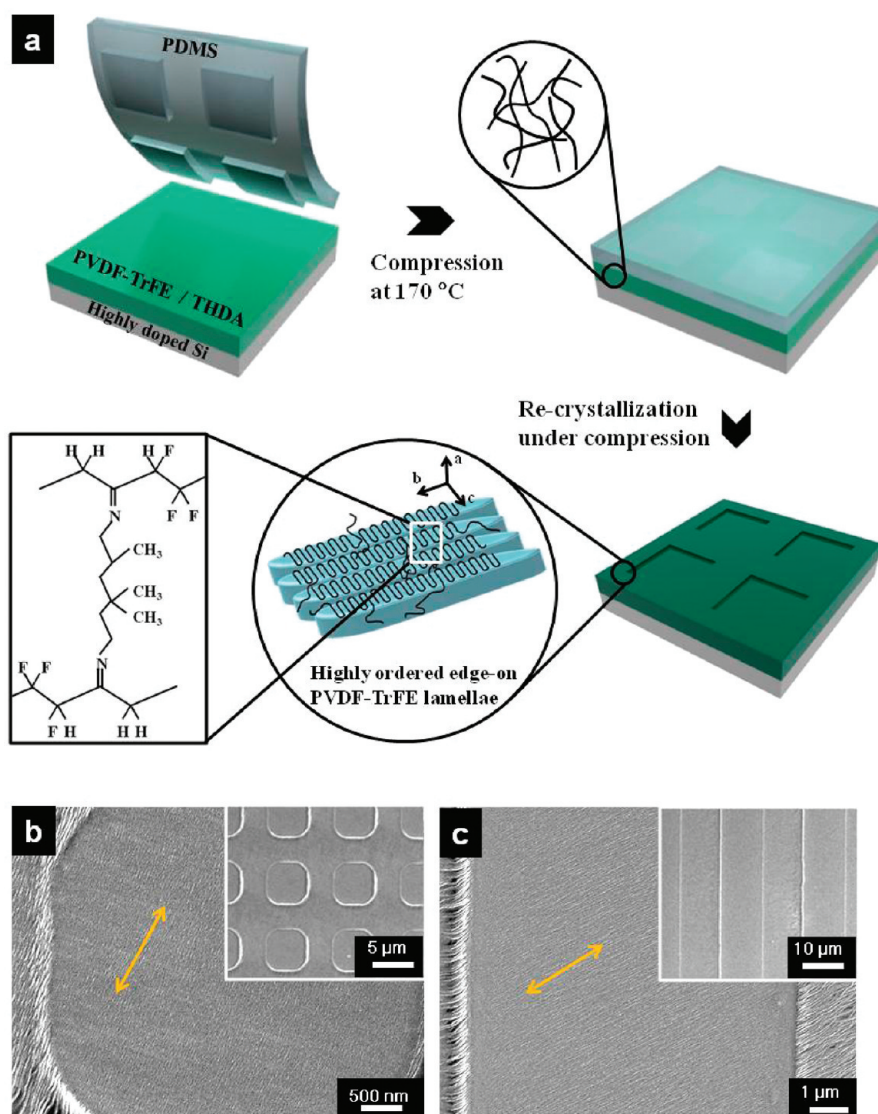 a
PDMS
PVDF-TrFE / THDA
Highly doped Si
Compression
at 170 °C
Re-crystallization
under compression
H H H F
F F
N
CH₃
CH₃
CH₃
N
F F
F H H H
a
b
c
Highly ordered edge-on
PVDF-TrFE lamellae
b
5 µm
500 nm
c
10 µm
1 µm